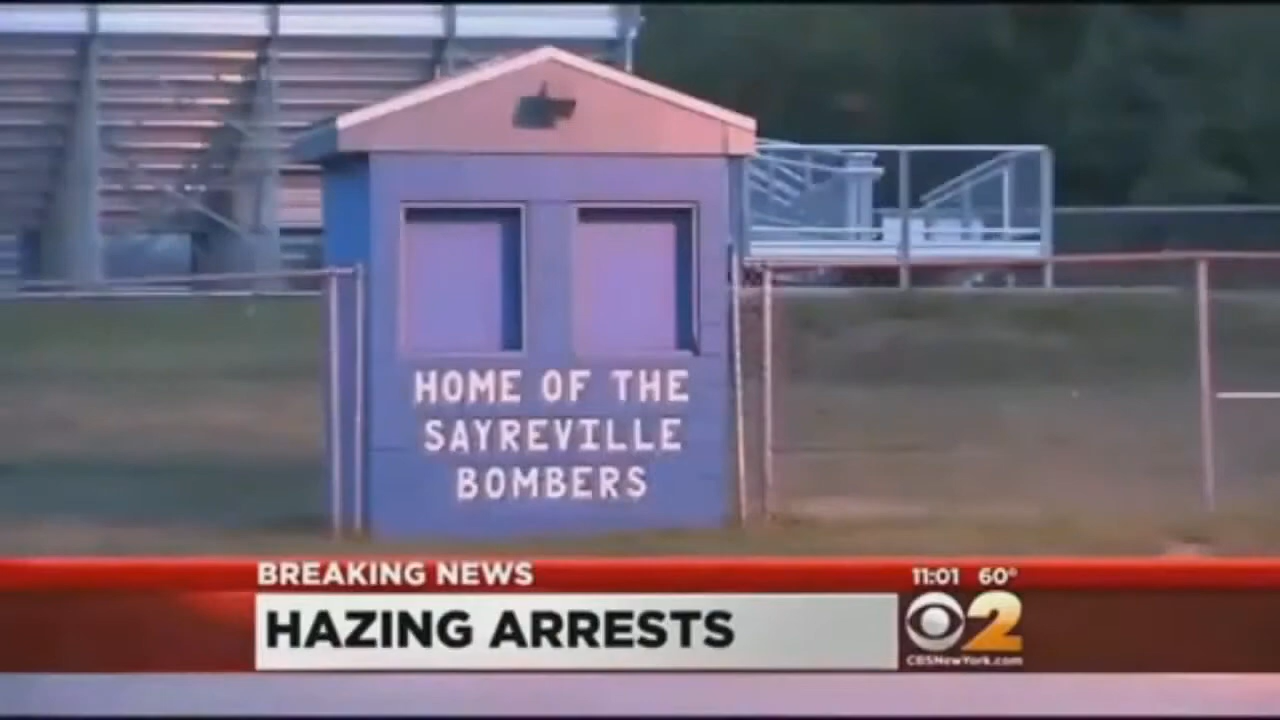 HOME OF THE
SAYREVILLE
BOMBERS
BREAKING NEWS
11:01 60°
HAZING ARRESTS
2
CBSNewYork.com